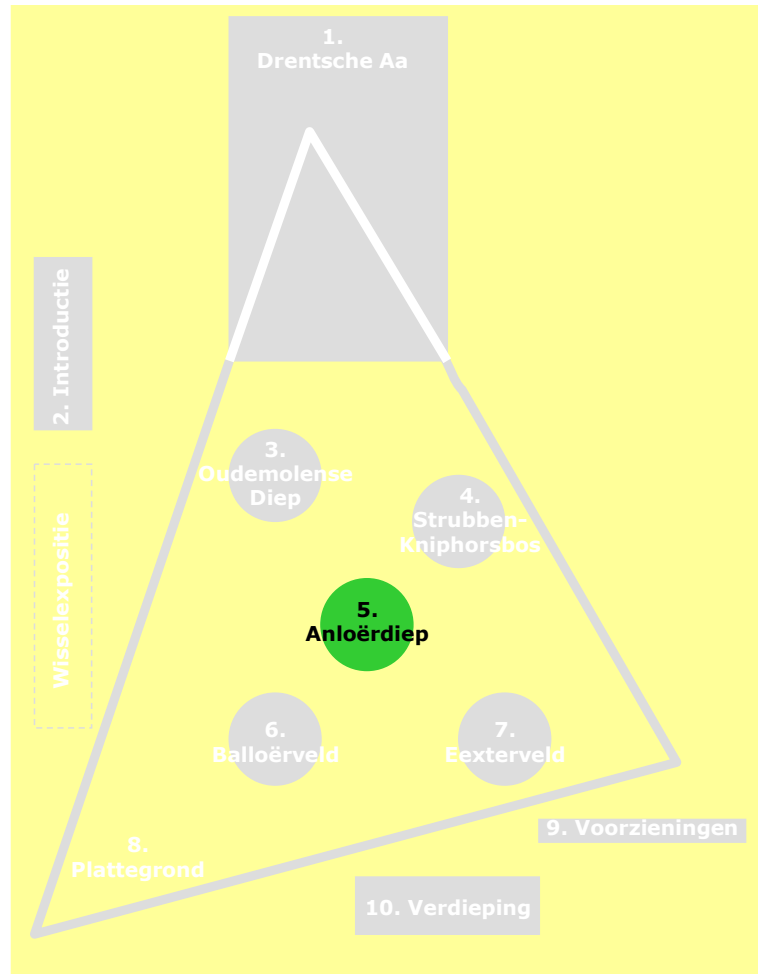 1.
Drentsche Aa
2. Introductie
3.
Oudemolense
Diep
4.
Strubben-
Kniphorsbos
Wisselexpositie
5.
Anloërdiep
6.
Balloërveld
7.
Eexterveld
8.
Plattegrond
9. Voorzieningen
10. Verdieping